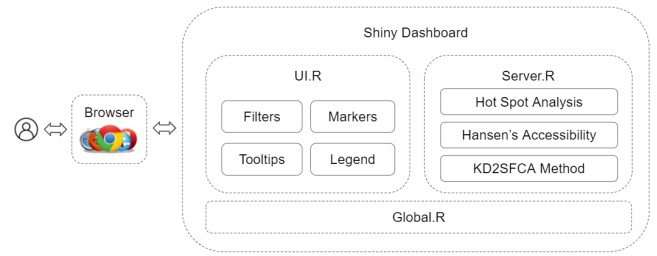 Shiny Dashboard
UI.R
Server.R
Browser
Filters
Markers
Tooltips
Legend
Hot Spot Analysis
Hansen's Accessibility
KD2SFCA Method
Global.R